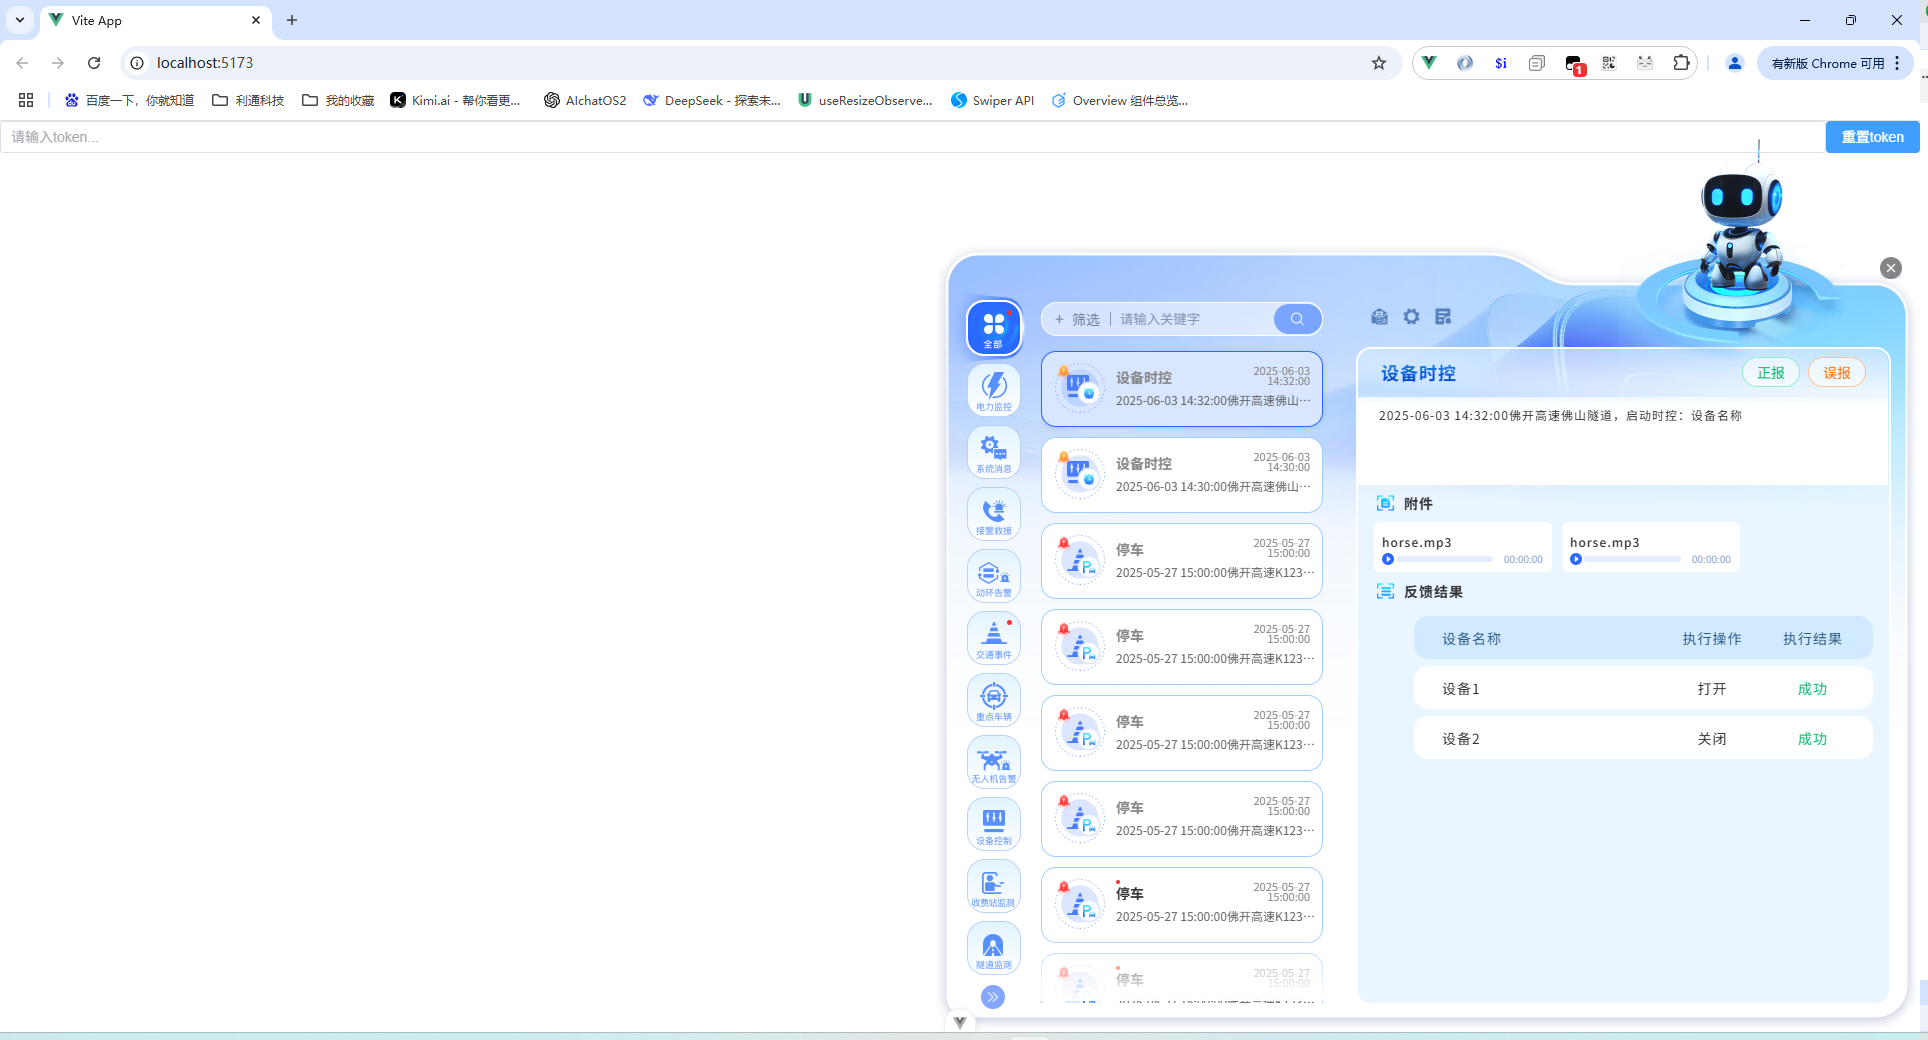 Vite App
localhost:5173
$i
1
有新版 Chrome 可用
百度一下，你就知道
利通科技
我的收藏
Kimi.ai - 帮你看更...
AIchatOS2
DeepSeek - 探索未...
useResizeObserve...
Swiper API
Overview 组件总览...
请输入token...
重置token
全部
电力监控
系统消息
接警救援
动环告警
交通事件
重点车辆
无人机告警
设备控制
收费站监测
隧道监测
+ 筛选 | 请输入关键字
设备时控
2025-06-03
14:32:00
2025-06-03 14:32:00佛开高速佛山···
设备时控
2025-06-03
14:30:00
2025-06-03 14:30:00佛开高速佛山···
停车
2025-05-27
15:00:00
2025-05-27 15:00:00佛开高速K123···
停车
2025-05-27
15:00:00
2025-05-27 15:00:00佛开高速K123···
停车
2025-05-27
15:00:00
2025-05-27 15:00:00佛开高速K123···
停车
2025-05-27
15:00:00
2025-05-27 15:00:00佛开高速K123···
停车
2025-05-27
15:00:00
2025-05-27 15:00:00佛开高速K123···
停车
2025-05-27
15:00:00
设备时控
正报
误报
2025-06-03 14:32:00佛开高速佛山隧道，启动时控：设备名称
附件
horse.mp3
00:00:00
horse.mp3
00:00:00
反馈结果
设备名称 执行操作 执行结果
设备1 打开 成功
设备2 关闭 成功